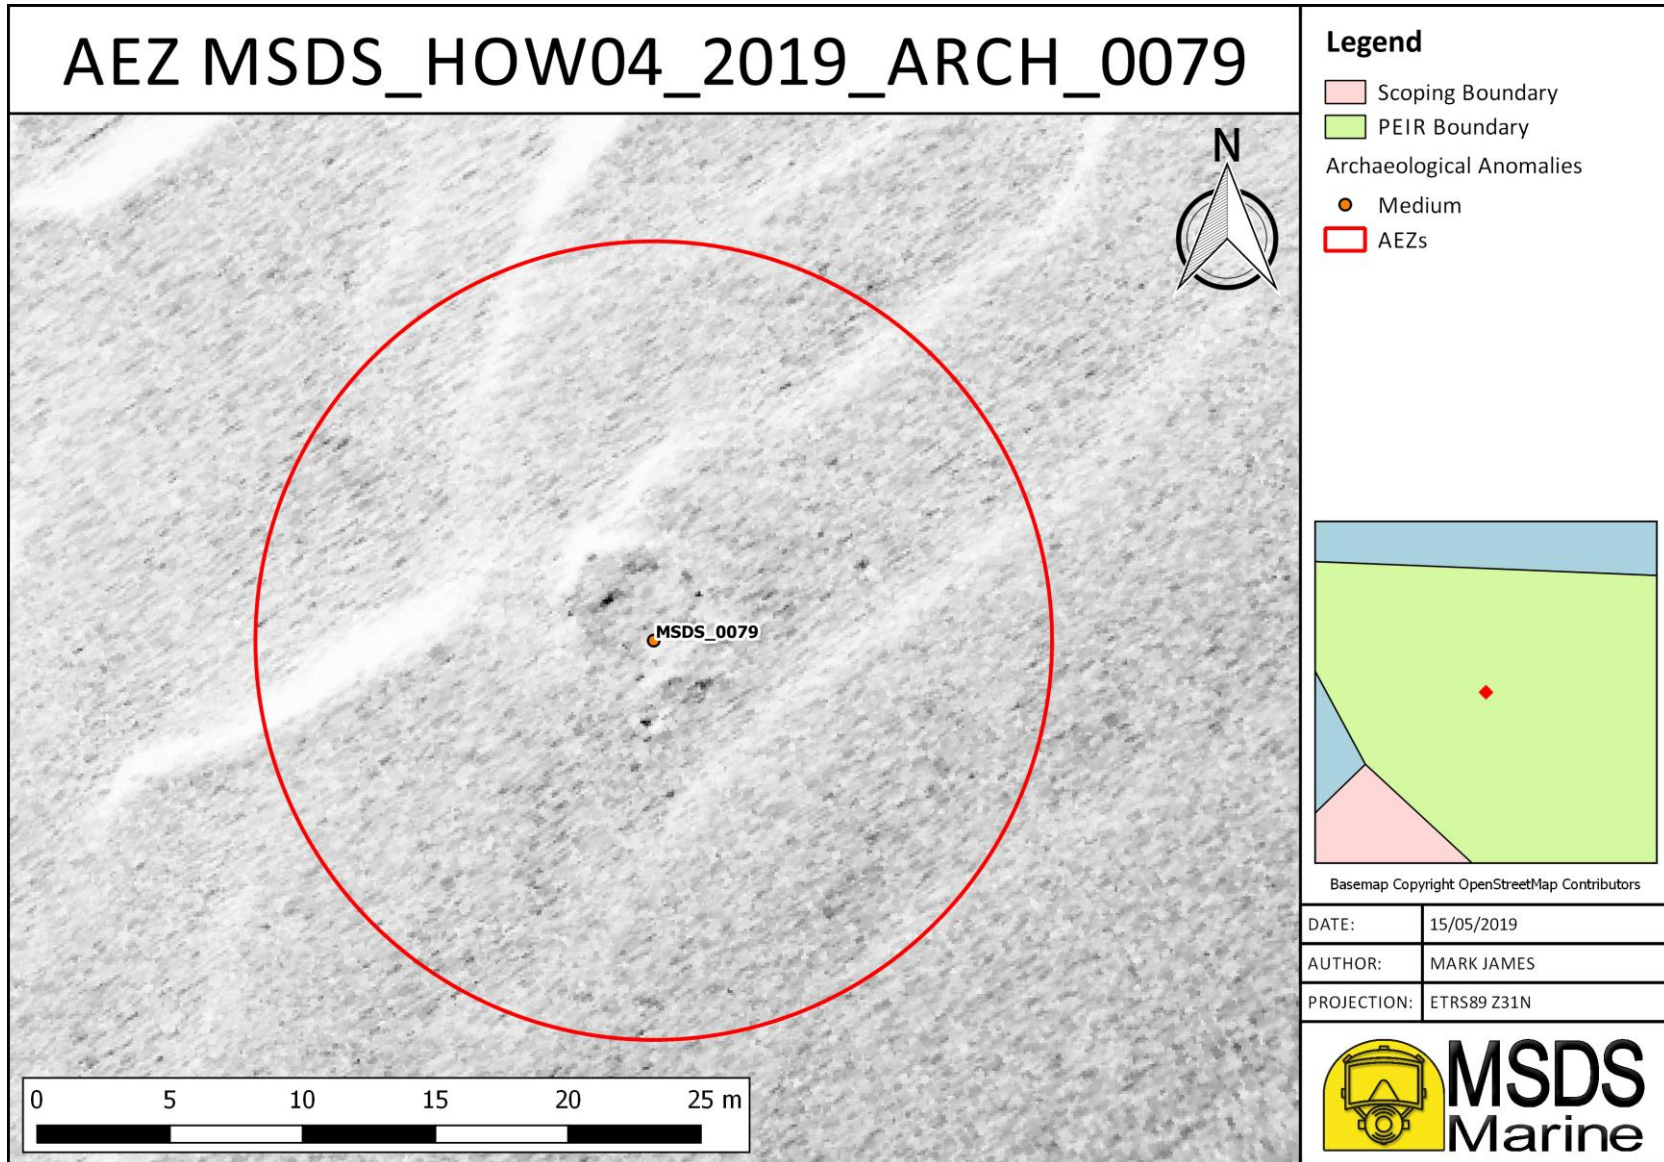 AEZ MSDS_HOW04_2019_ARCH_0079
N
MSDS_0079
0 5 10 15 20 25 m
Legend
Scoping Boundary
PEIR Boundary
Archaeological Anomalies
Medium
AEZs
Basemap Copyright OpenStreetMap Contributors
DATE: 15/05/2019
AUTHOR: MARK JAMES
PROJECTION: ETRS89 Z31N
MSDS
Marine